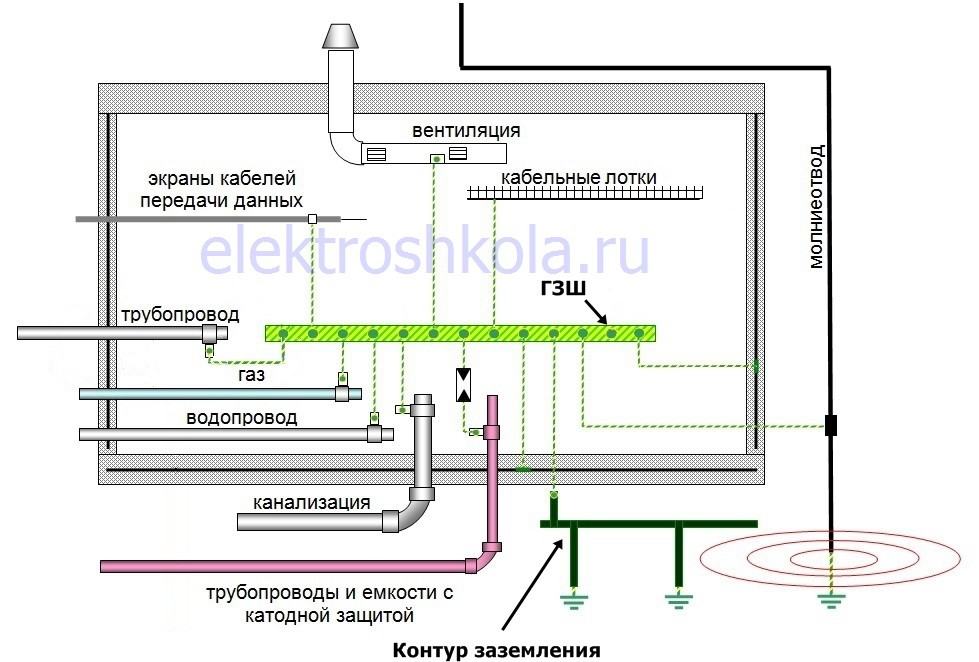 вентиляция
экраны кабелей
передачи данных
кабельные лотки
молниеотвод
elektroshkola.ru
ГЗШ
трубопровод
газ
водопровод
канализация
трубопроводы и емкости с
катодной защитой
Контур заземления